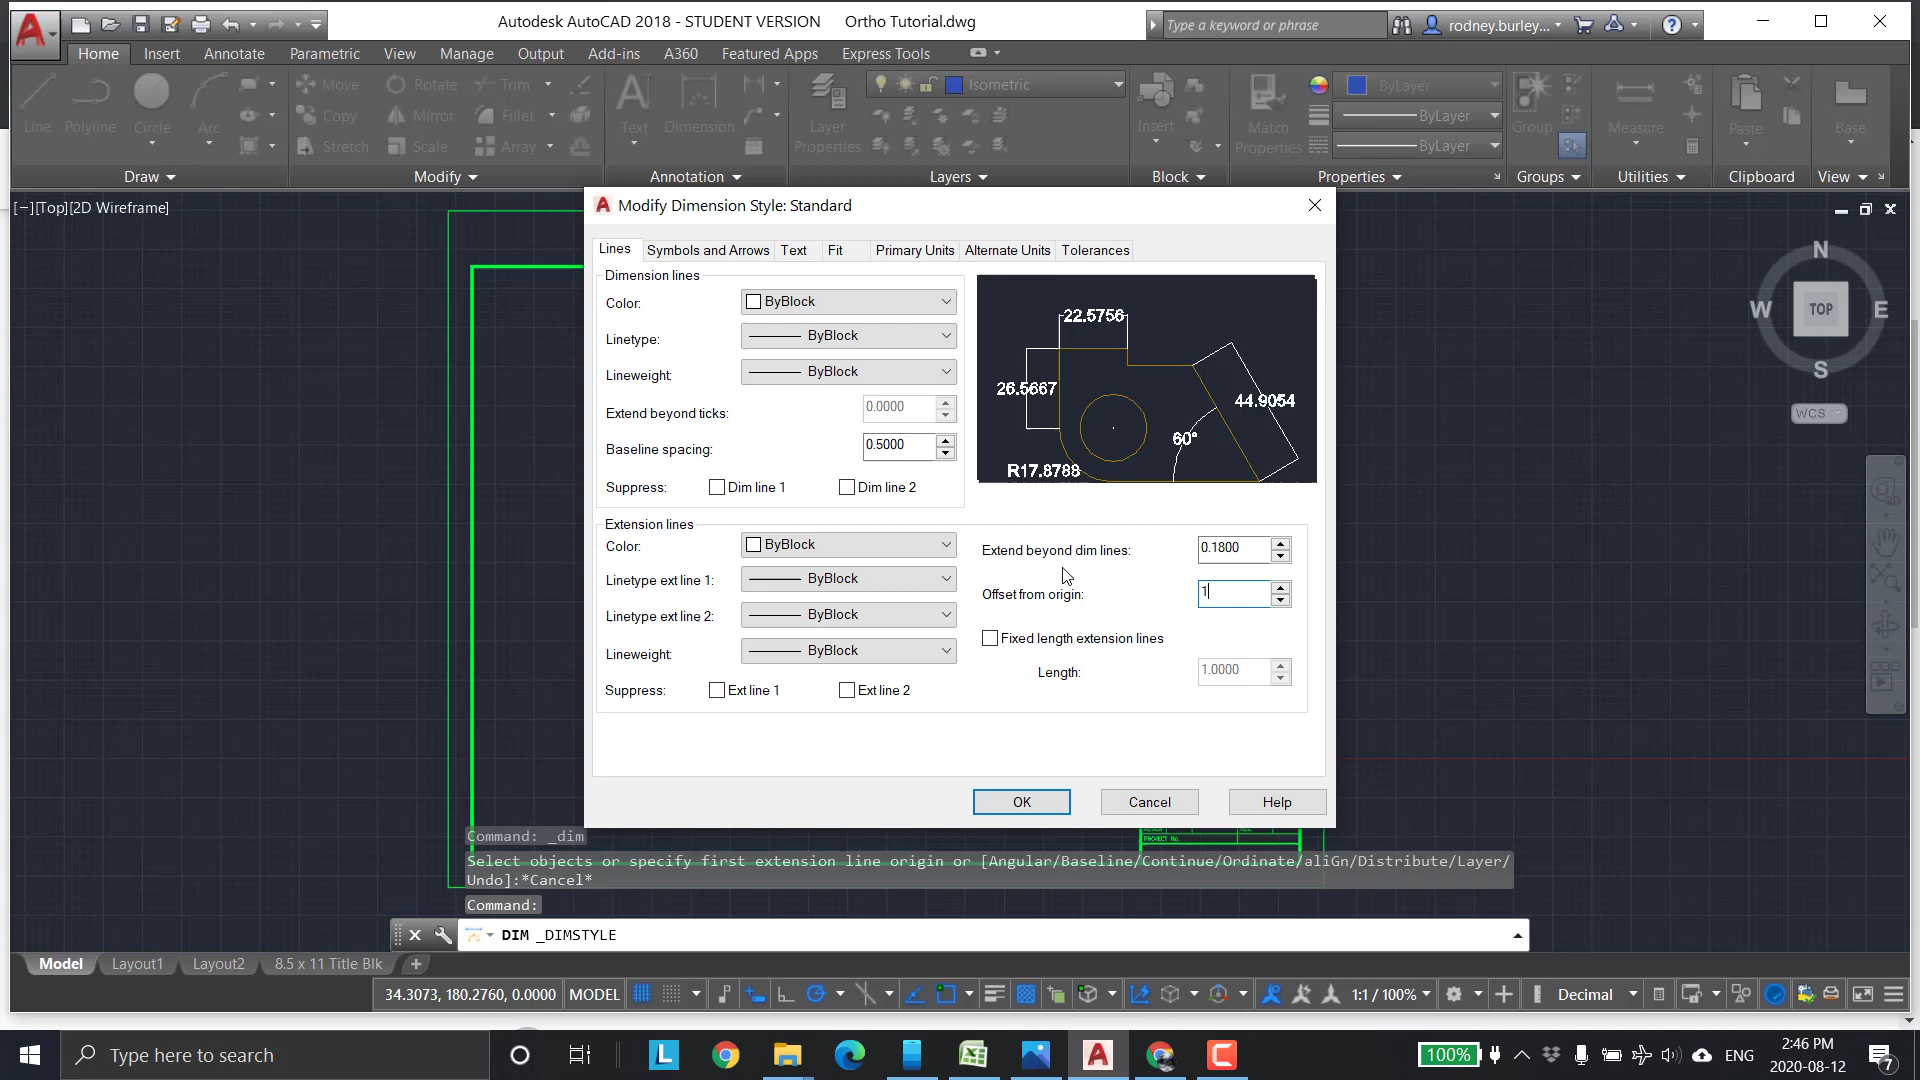 Autodesk AutoCAD 2018 - STUDENT VERSION Ortho Tutorial.dwg
Type a keyword or phrase
rodney.burley...
Home Insert Annotate Parametric View Manage Output Add-ins A360 Featured Apps Express Tools
Line Polyline Circle Arc
Move Rotate Trim
Copy Mirror Fillet
Stretch Scale Array
Text Dimension
Layer Properties
Isometric
Insert
Match Properties
ByLayer
ByLayer
ByLayer
Group
Measure
Paste
Base
Draw Modify Annotation Layers Block Properties Groups Utilities Clipboard View
[−][Top][2D Wireframe]
Modify Dimension Style: Standard
Lines Symbols and Arrows Text Fit Primary Units Alternate Units Tolerances
Dimension lines
Color: ByBlock
Linetype: ByBlock
Lineweight: ByBlock
Extend beyond ticks: 0.0000
Baseline spacing: 0.5000
Suppress: Dim line 1 Dim line 2
22.5756
26.5667
44.9054
60°
R17.8788
Extension lines
Color: ByBlock
Linetype ext line 1: ByBlock
Linetype ext line 2: ByBlock
Lineweight: ByBlock
Suppress: Ext line 1 Ext line 2
Extend beyond dim lines: 0.1800
Offset from origin: 1
Fixed length extension lines
Length: 1.0000
OK Cancel Help
N
W TOP E
S
WCS
PROJECT No.
Command: _dim
Select objects or specify first extension line origin or [Angular/Baseline/Continue/Ordinate/aliGn/Distribute/Layer/
Undo]:*Cancel*
Command:
DIM _DIMSTYLE
Model Layout1 Layout2 8.5 x 11 Title Blk +
34.3073, 180.2760, 0.0000 MODEL 1:1 / 100% Decimal
Type here to search
100% ENG
2:46 PM
2020-08-12
7